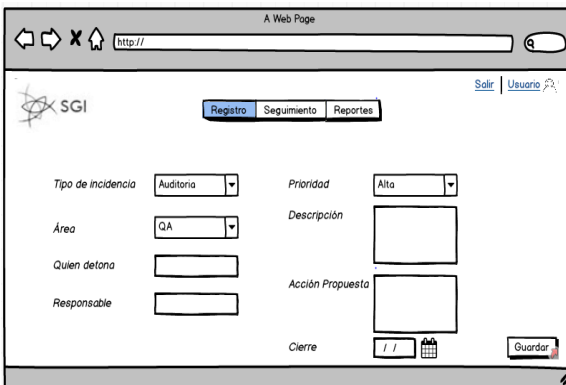 A Web Page
http://
Salir | Usuario
SGI
Registro Seguimiento Reportes
Tipo de incidencia Auditoria Prioridad Alta
Área QA Descripción
Quien detona
Acción Propuesta
Responsable
Cierre / / Guardar